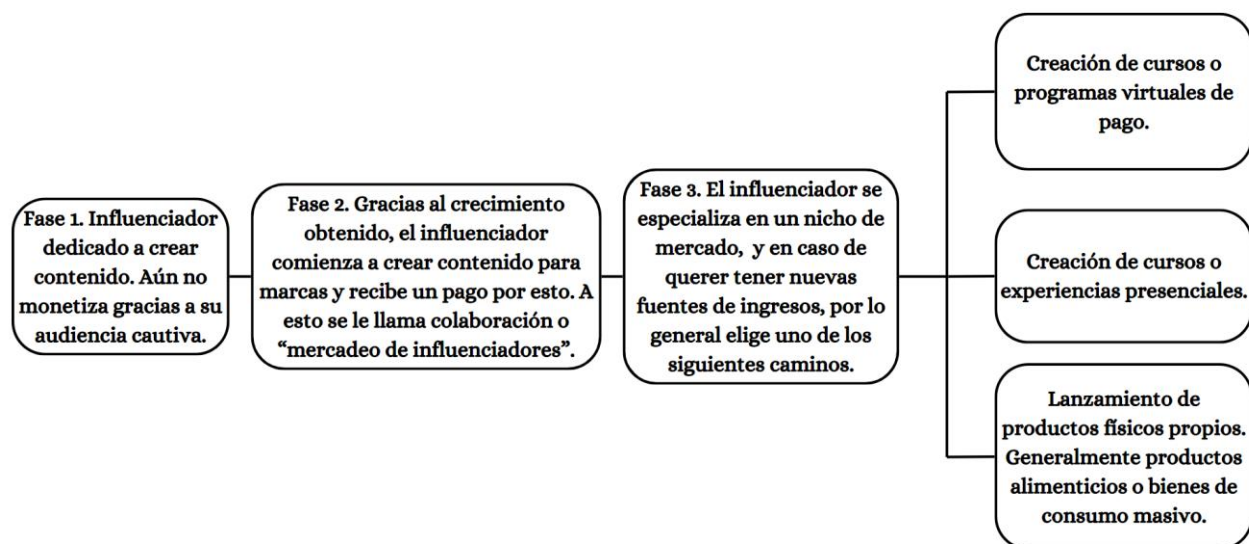 Fase 1. Influenciador
dedicado a crear
contenido. Aún no
monetiza gracias a su
audiencia cautiva.
Fase 2. Gracias al crecimiento
obtenido, el influenciador
comienza a crear contenido para
marcas y recibe un pago por esto. A
esto se le llama colaboración o
“mercadeo de influenciadores”.
Fase 3. El influenciador se
especializa en un nicho de
mercado, y en caso de
querer tener nuevas
fuentes de ingresos, por lo
general elige uno de los
siguientes caminos.
Creación de cursos o
programas virtuales de
pago.
Creación de cursos o
experiencias presenciales.
Lanzamiento de
productos físicos propios.
Generalmente productos
alimenticios o bienes de
consumo masivo.